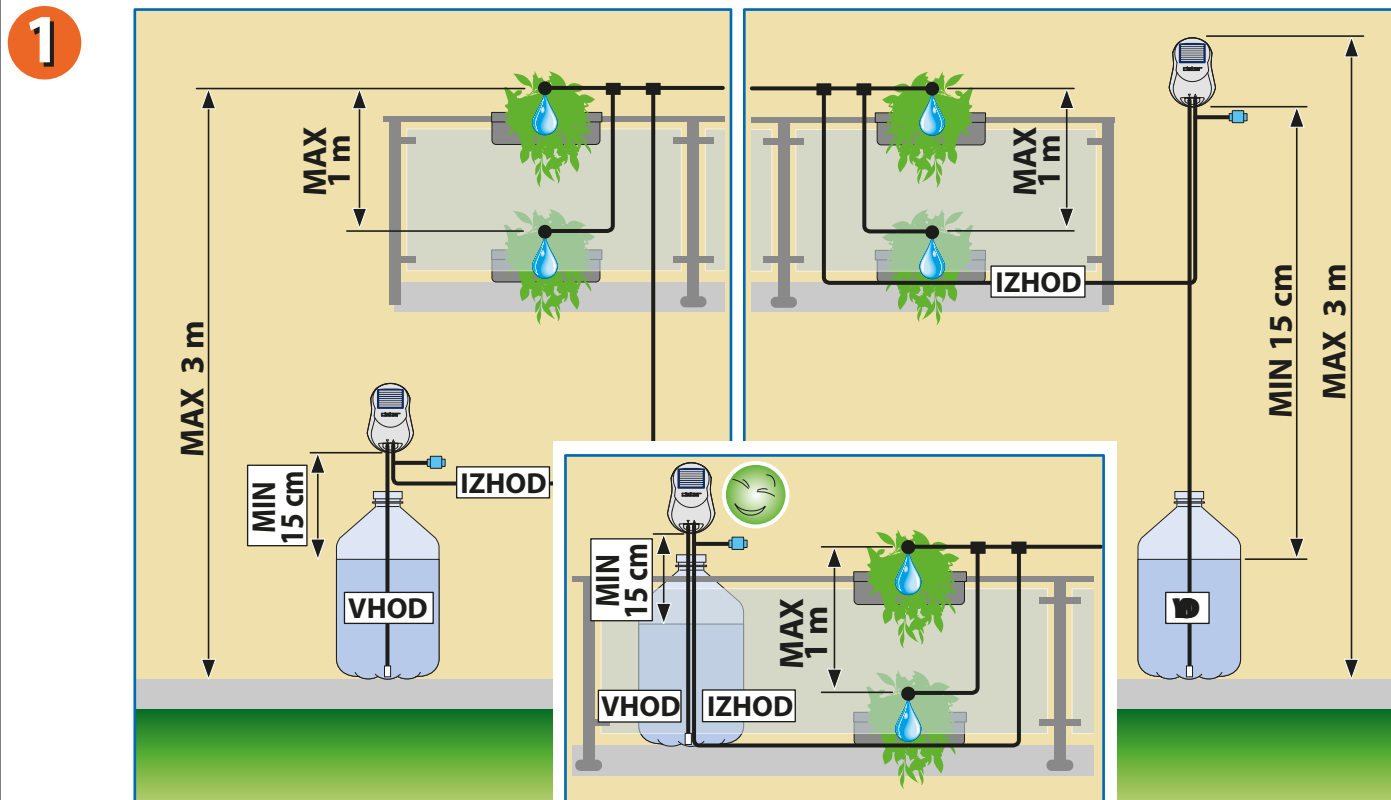 1
MAX
1 m
MAX 3 m
MIN
15 cm
IZHOD
VHOD
MAX
1 m
IZHOD
MIN 15 cm
MAX 3 m
MIN
15 cm
MAX
1 m
VHOD
IZHOD